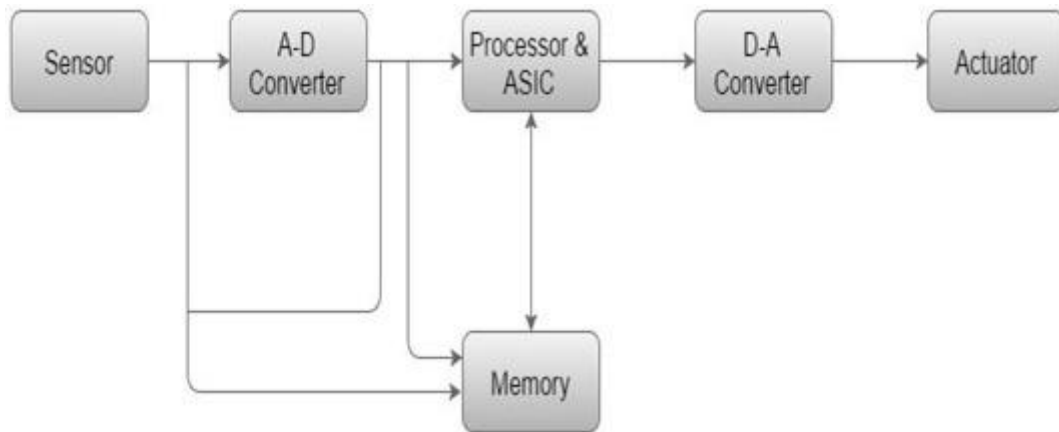 Sensor
A-D
Converter
Processor &
ASIC
D-A
Converter
Actuator
Memory